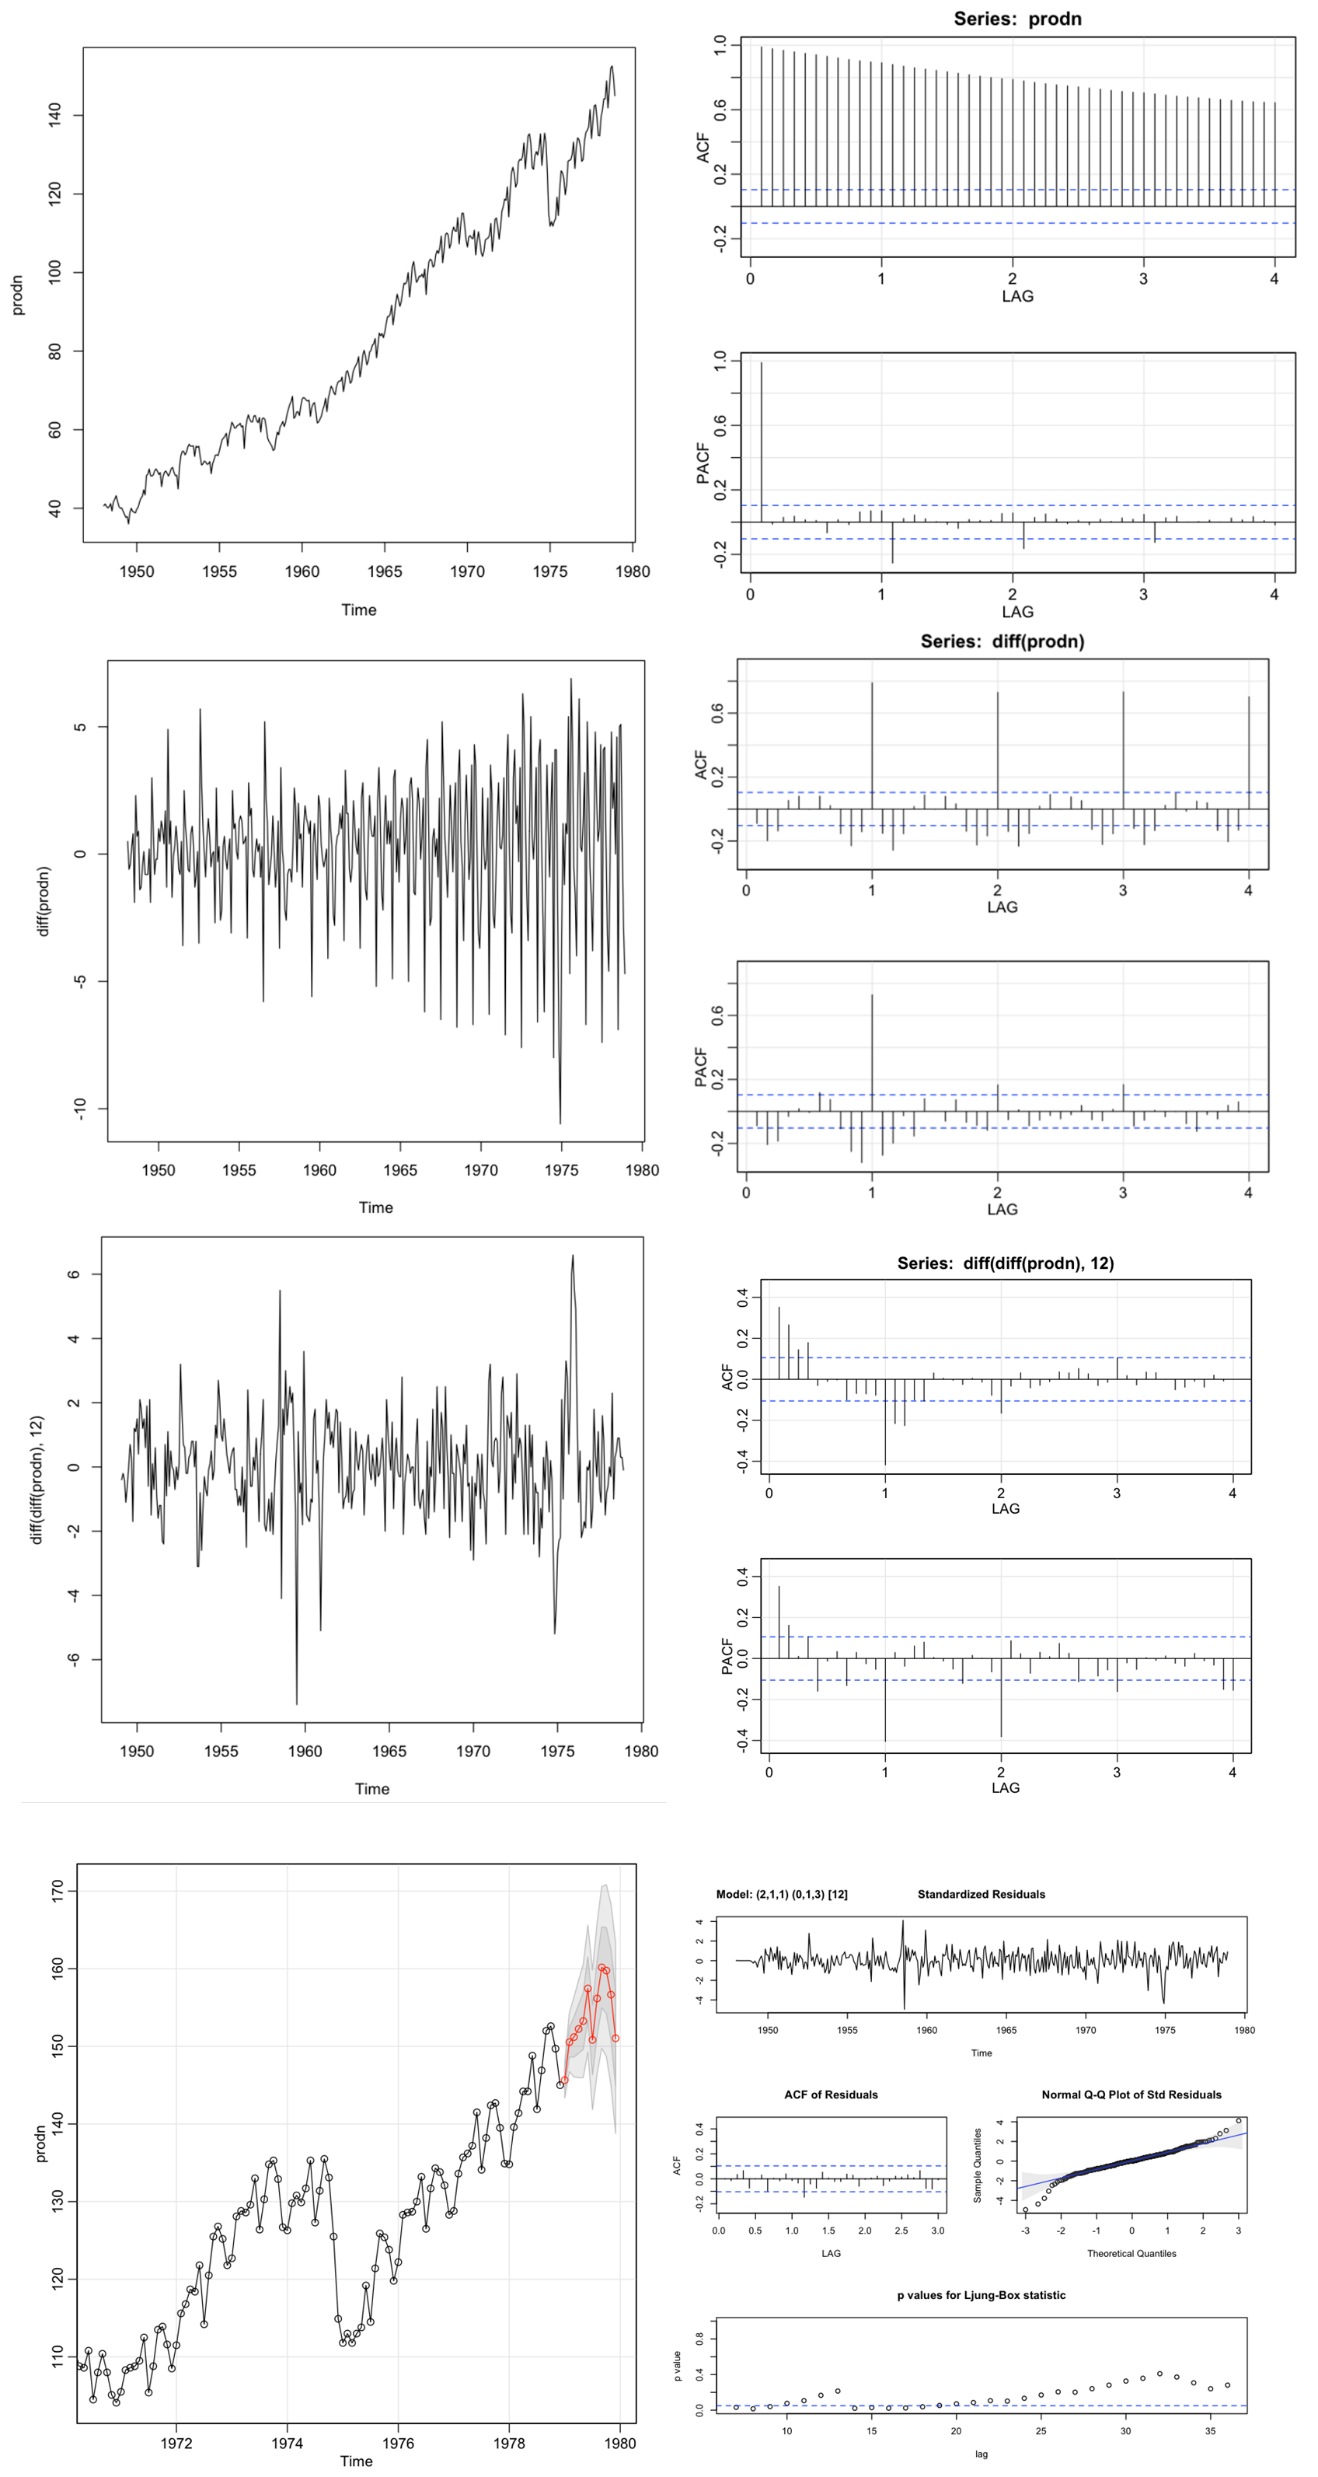 prodn
140
120
100
80
60
40
1950 1955 1960 1965 1970 1975 1980
Time
Series: prodn
ACF
1.0
0.6
0.2
-0.2
0 1 2 3 4
LAG
PACF
1.0
0.6
0.2
-0.2
0 1 2 3 4
LAG
diff(prodn)
5
0
-5
-10
1950 1955 1960 1965 1970 1975 1980
Time
Series: diff(prodn)
ACF
0.6
0.2
-0.2
0 1 2 3 4
LAG
PACF
0.6
0.2
-0.2
0 1 2 3 4
LAG
diff(diff(prodn), 12)
6
4
2
0
-2
-4
-6
1950 1955 1960 1965 1970 1975 1980
Time
Series: diff(diff(prodn), 12)
ACF
0.4
0.2
0.0
-0.2
-0.4
0 1 2 3 4
LAG
PACF
0.4
0.2
0.0
-0.2
-0.4
0 1 2 3 4
LAG
prodn
170
160
150
140
130
120
110
1972 1974 1976 1978 1980
Time
Model: (2,1,1) (0,1,3) [12] Standardized Residuals
4
2
0
-2
-4
1950 1955 1960 1965 1970 1975 1980
Time
ACF of Residuals
ACF
0.4
0.2
0.0
-0.2
0.0 0.5 1.0 1.5 2.0 2.5 3.0
LAG
Normal Q-Q Plot of Std Residuals
Sample Quantiles
4
2
0
-2
-4
-3 -2 -1 0 1 2 3
Theoretical Quantiles
p values for Ljung-Box statistic
p value
0.8
0.4
0.0
10 15 20 25 30 35
lag